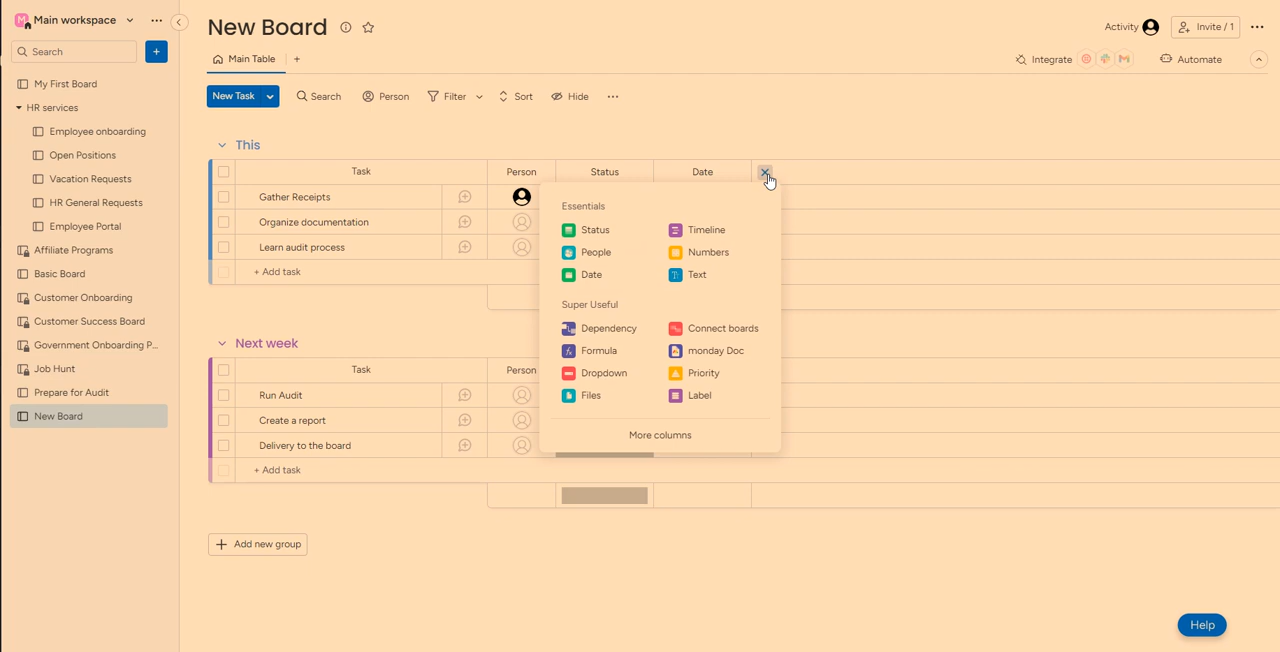 M Main workspace
Search
+
My First Board
HR services
Employee onboarding
Open Positions
Vacation Requests
HR General Requests
Employee Portal
Affiliate Programs
Basic Board
Customer Onboarding
Customer Success Board
Government Onboarding P...
Job Hunt
Prepare for Audit
New Board
New Board
Activity
Invite / 1
Main Table
+
Integrate
Automate
New Task
Search
Person
Filter
Sort
Hide
This
Task Person Status Date
Gather Receipts
Organize documentation
Learn audit process
+ Add task
Essentials
Status Timeline
People Numbers
Date Text
Super Useful
Dependency Connect boards
Formula monday Doc
Dropdown Priority
Files Label
More columns
Next week
Task Person
Run Audit
Create a report
Delivery to the board
+ Add task
+ Add new group
Help